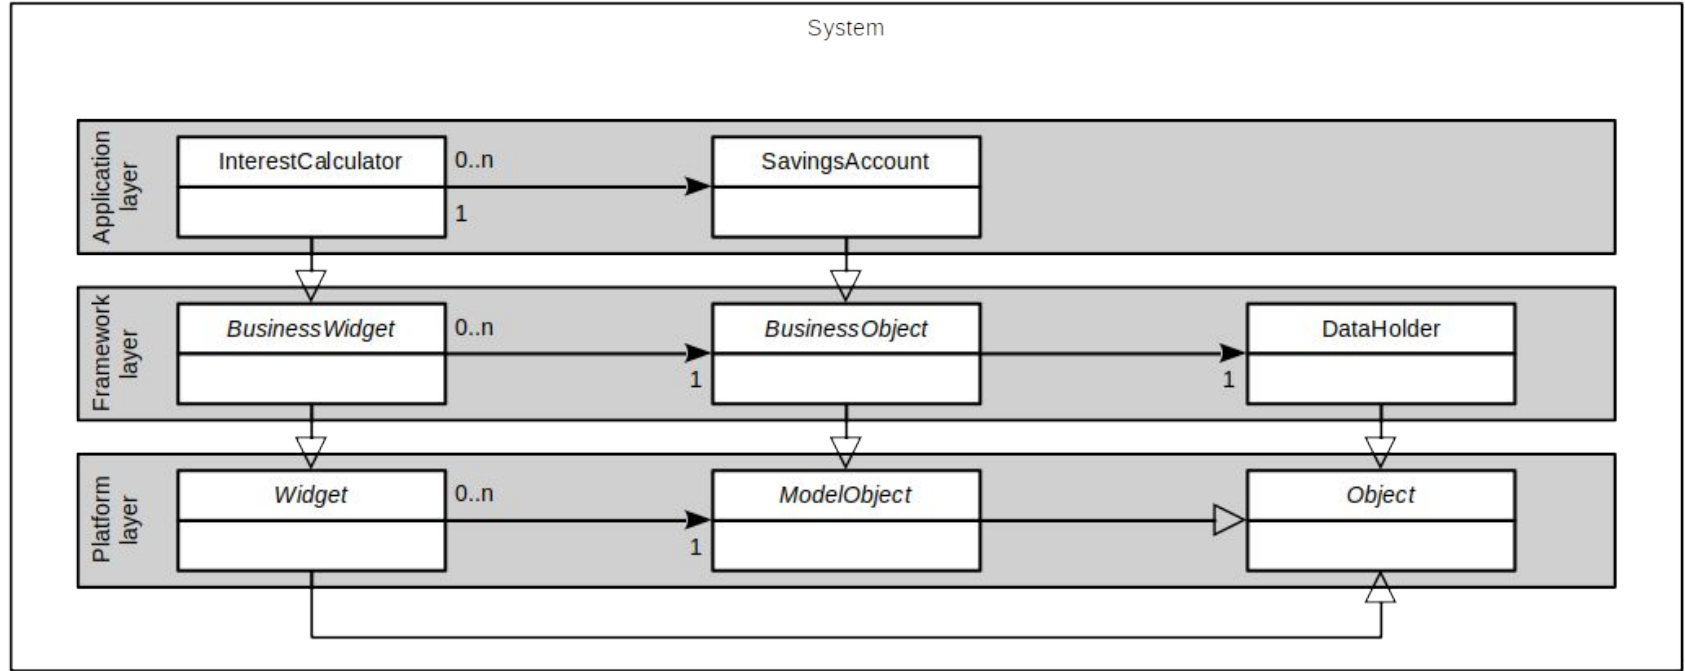 System
Application
layer
InterestCalculator
0..n
1
SavingsAccount
Framework
layer
BusinessWidget
0..n
1
BusinessObject
1
DataHolder
Platform
layer
Widget
0..n
1
ModelObject
Object